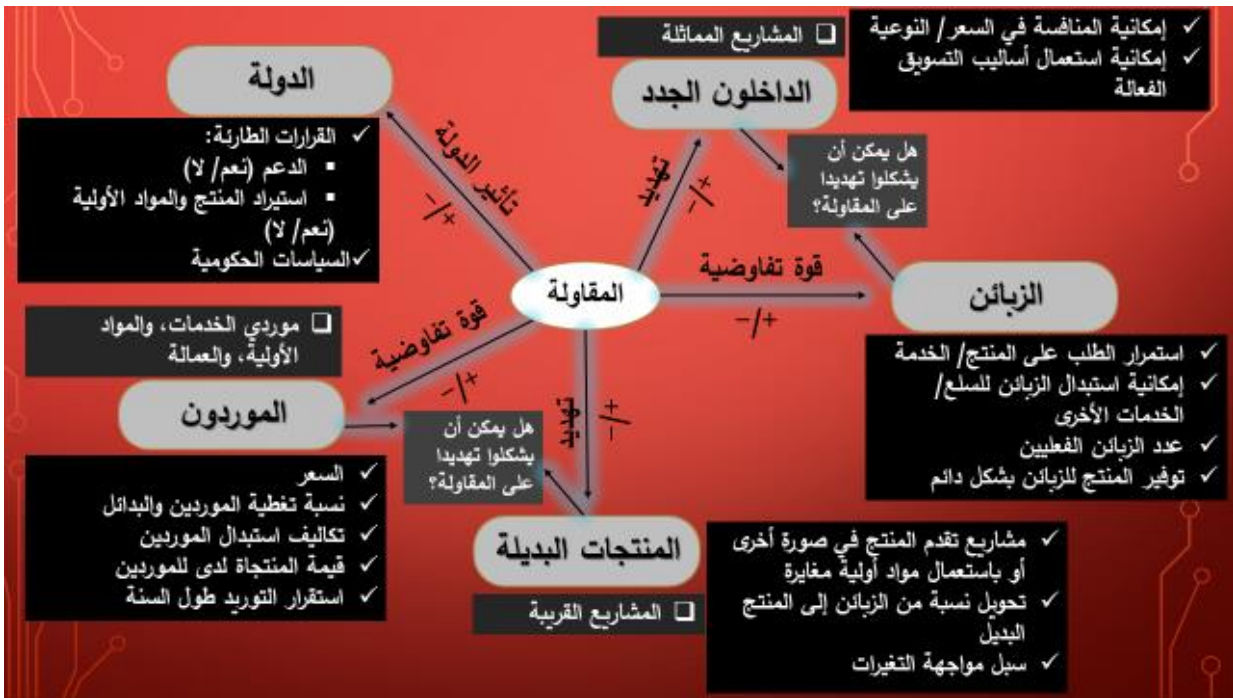 ✓ إمكانية المنافسة في السعر/ النوعية
✓ إمكانية استعمال أساليب التسويق
الفعالة
❑ المشاريع المماثلة
الداخلون الجدد
الدولة
✓ القرارات الطارئة:
▪ الدعم (نعم/ لا)
▪ استيراد المنتج والمواد الأولية
(نعم/ لا)
✓السياسات الحكومية
تأثير الدولة
+/−
تهديد
+/−
هل يمكن أن
يشكلوا تهديدا
على المقاولة؟
المقاولة
قوة تفاوضية
+/−
الزبائن
✓ استمرار الطلب على المنتج/ الخدمة
✓ إمكانية استبدال الزبائن للسلع/
الخدمات الأخرى
✓ عدد الزبائن الفعليين
✓ توفير المنتج للزبائن بشكل دائم
❑ موردي الخدمات، والمواد
الأولية، والعمالة
قوة تفاوضية
+/−
الموردون
✓ السعر
✓ نسبة تغطية الموردين والبدائل
✓ تكاليف استبدال الموردين
✓ قيمة المنتجاة لدى للموردين
✓ استقرار التوريد طول السنة
تهديد
+/−
هل يمكن أن
يشكلوا تهديدا
على المقاولة؟
المنتجات البديلة
❑ المشاريع القريبة
✓ مشاريع تقدم المنتج في صورة أخرى
أو باستعمال مواد أولية مغايرة
✓ تحويل نسبة من الزبائن إلى المنتج
البديل
✓ سبل مواجهة التغيرات